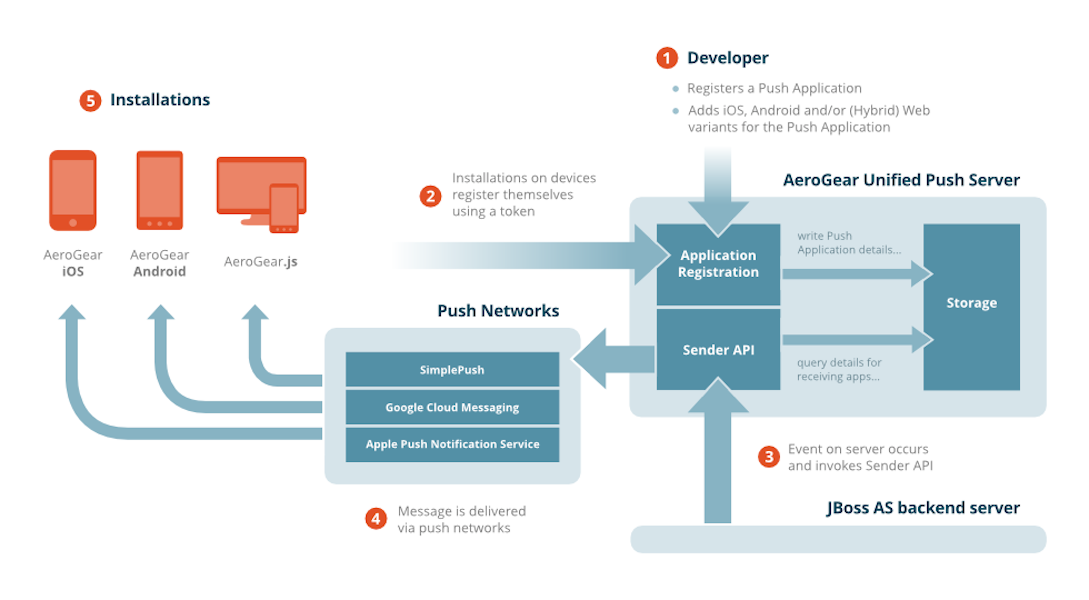 1 Developer
Registers a Push Application
Adds iOS, Android and/or (Hybrid) Web
variants for the Push Application
5 Installations
AeroGear
iOS
AeroGear
Android
AeroGear.js
2 Installations on devices
register themselves
using a token
AeroGear Unified Push Server
Application
Registration
write Push
Application details...
Storage
Sender API
query details for
receiving apps...
Push Networks
SimplePush
Google Cloud Messaging
Apple Push Notification Service
3 Event on server occurs
and invokes Sender API
4 Message is delivered
via push networks
JBoss AS backend server